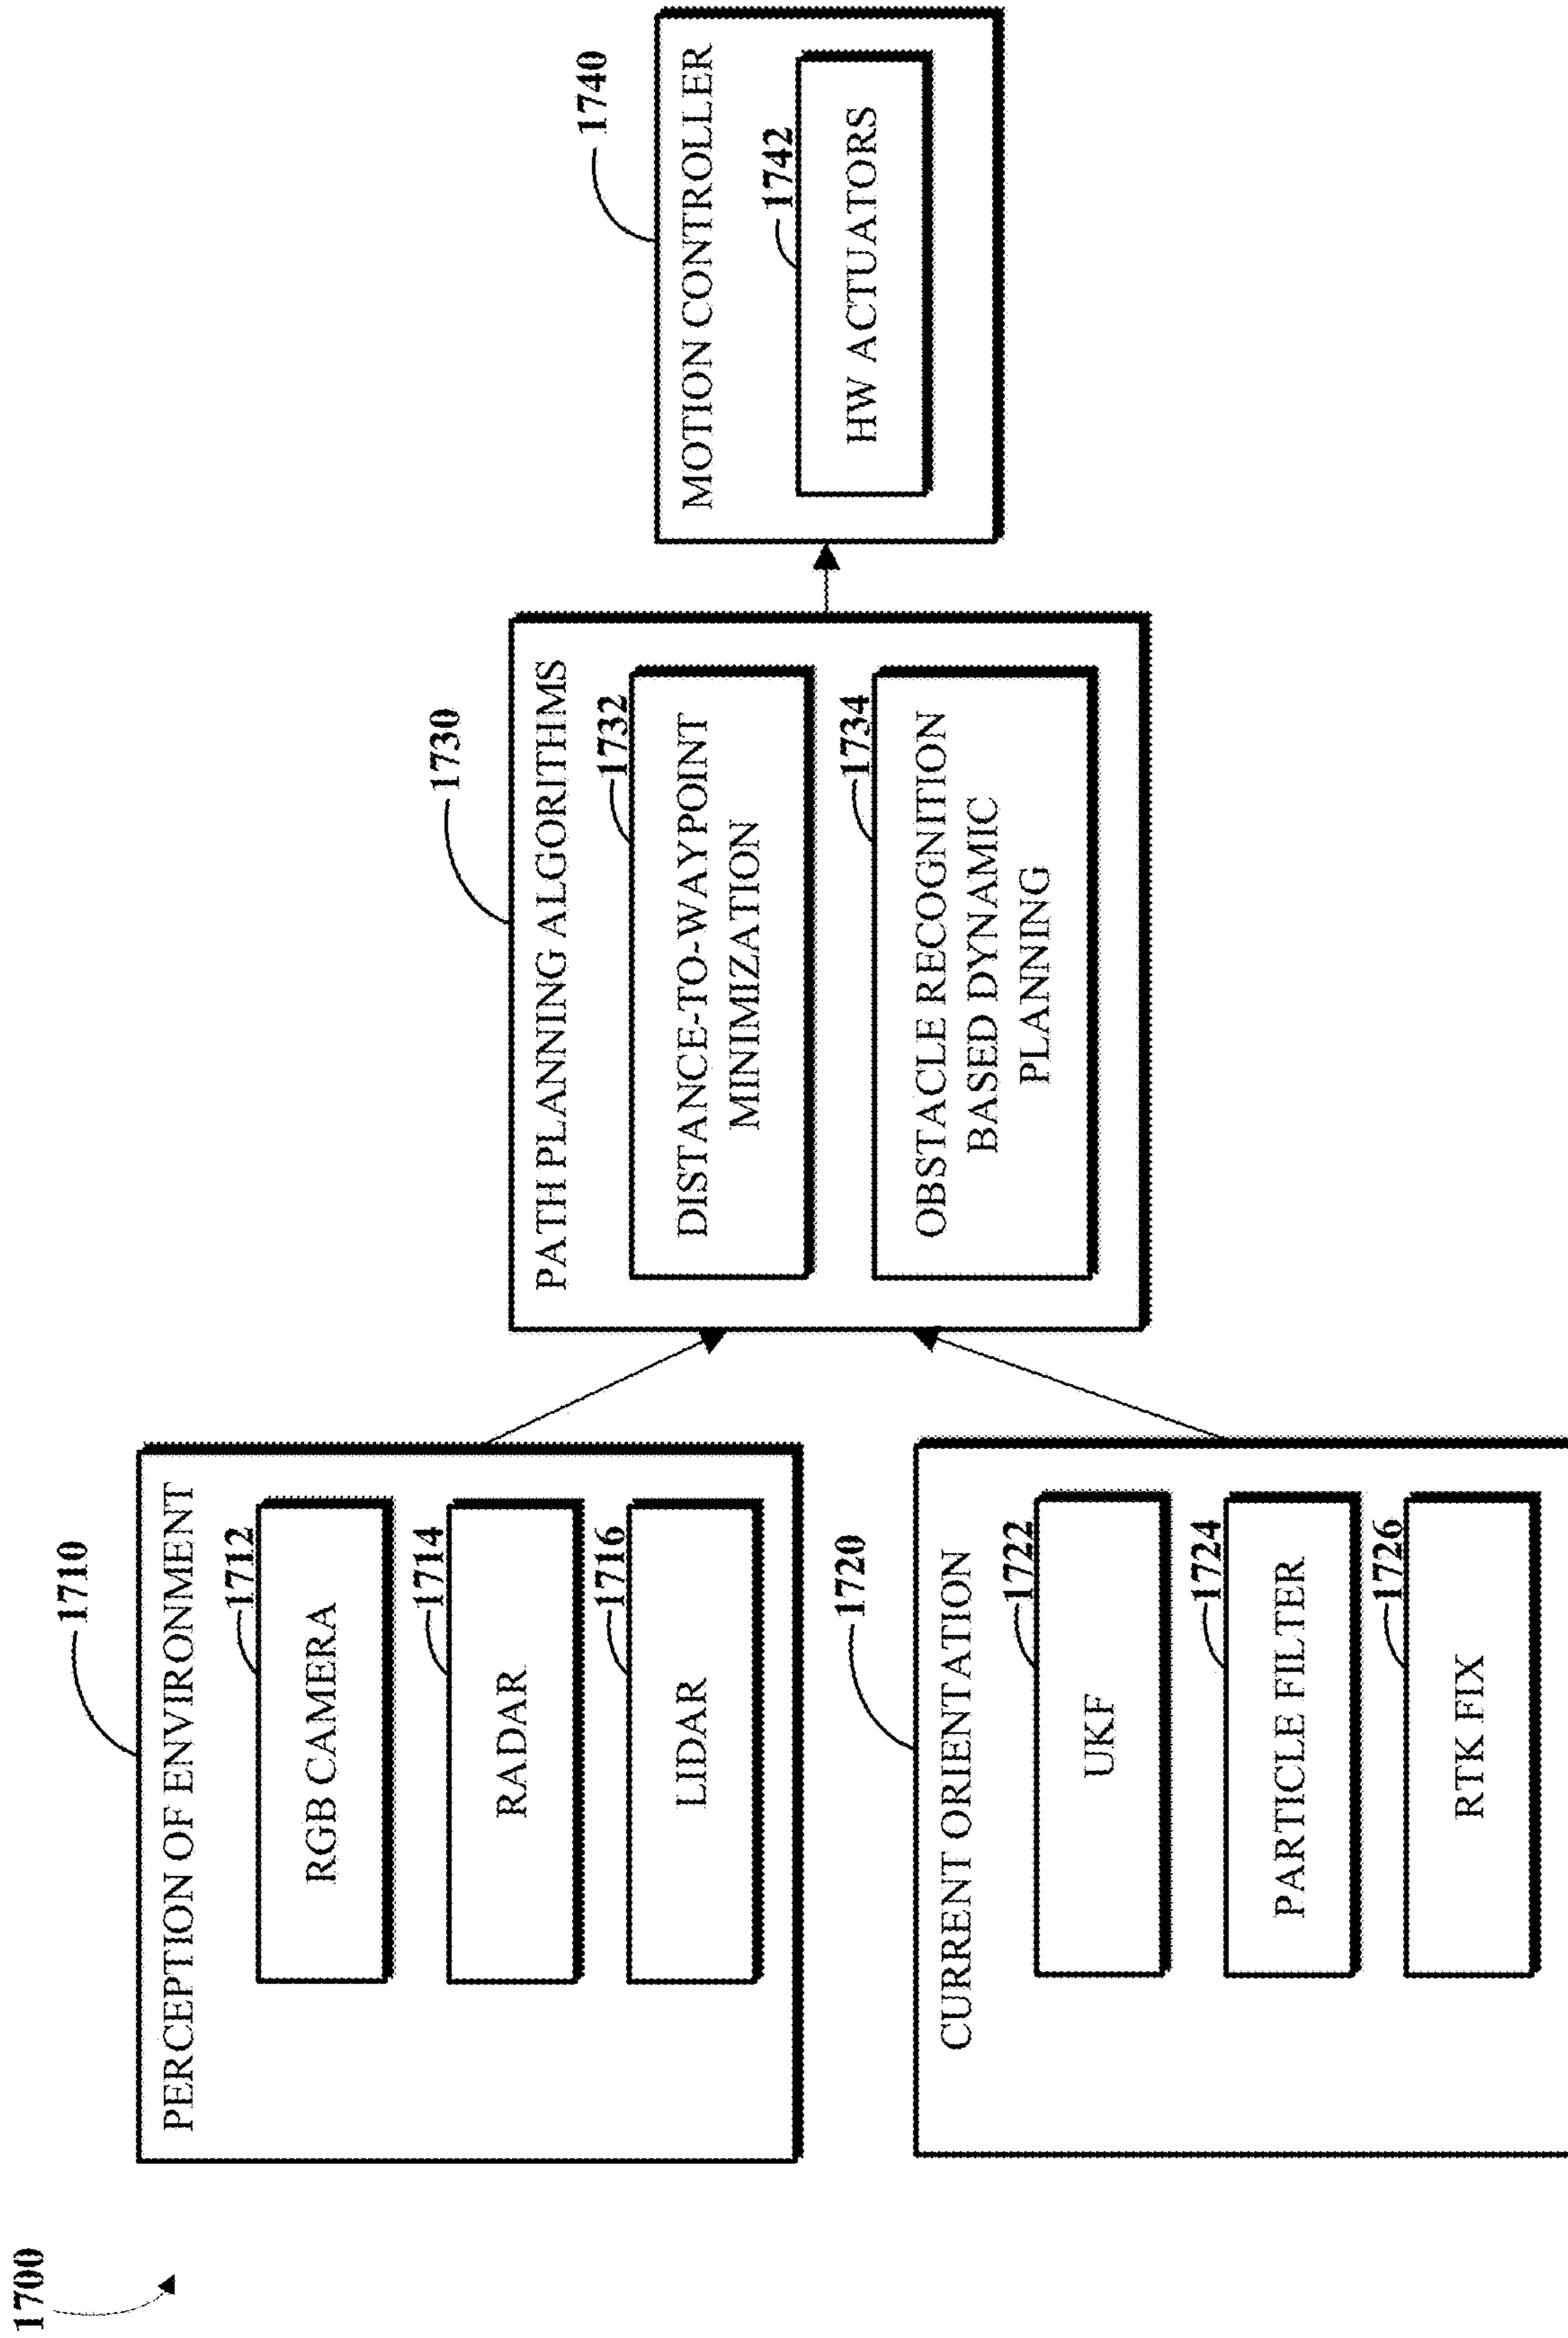 1700
1710
PERCEPTION OF ENVIRONMENT
1712
RGB CAMERA
1714
RADAR
1716
LIDAR
1720
CURRENT ORIENTATION
1722
UKF
1724
PARTICLE FILTER
1726
RTK FIX
1730
PATH PLANNING ALGORITHMS
1732
DISTANCE-TO-WAYPOINT
MINIMIZATION
1734
OBSTACLE RECOGNITION
BASED DYNAMIC
PLANNING
1740
MOTION CONTROLLER
1742
HW ACTUATORS